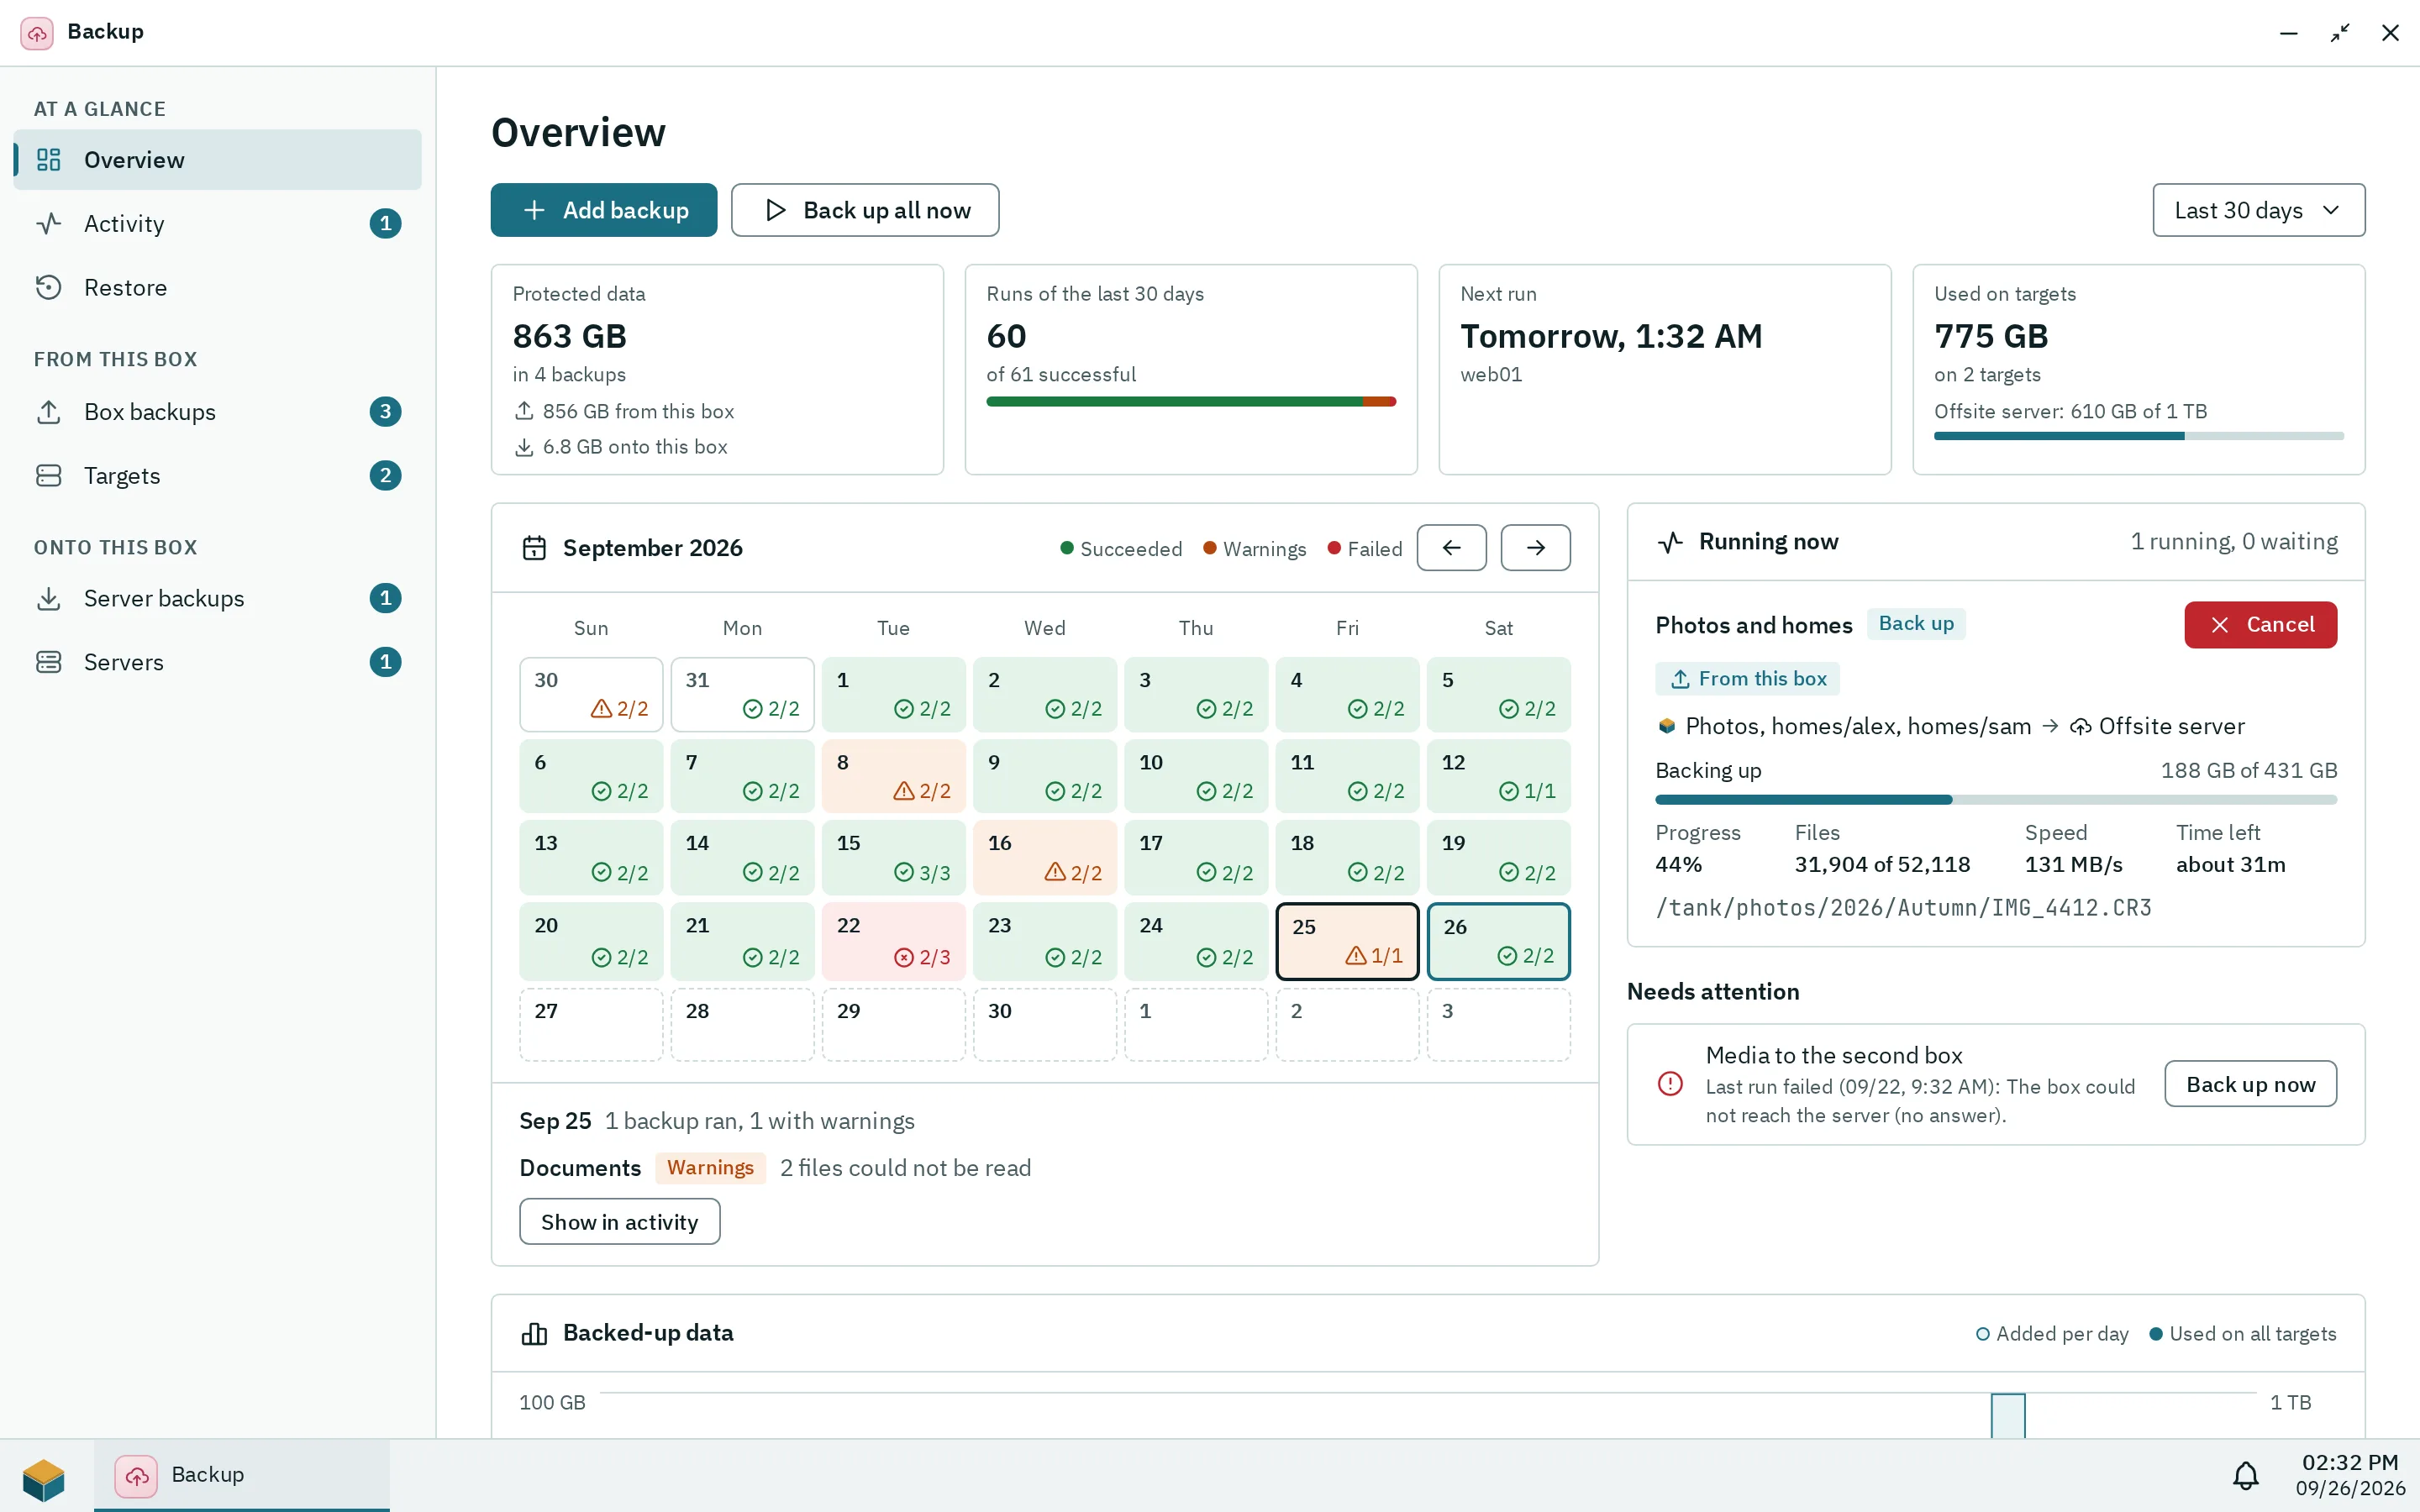 Backup
AT A GLANCE
Overview
Activity 1
Restore
FROM THIS BOX
Box backups 3
Targets 2
ONTO THIS BOX
Server backups 1
Servers 1
Overview
Add backup
Back up all now
Last 30 days
Protected data
863 GB
in 4 backups
856 GB from this box
6.8 GB onto this box
Runs of the last 30 days
60
of 61 successful
Next run
Tomorrow, 1:32 AM
web01
Used on targets
775 GB
on 2 targets
Offsite server: 610 GB of 1 TB
September 2026
Succeeded Warnings Failed
Sun Mon Tue Wed Thu Fri Sat
30 31 1 2 3 4 5
2/2 2/2 2/2 2/2 2/2 2/2 2/2
6 7 8 9 10 11 12
2/2 2/2 2/2 2/2 2/2 2/2 1/1
13 14 15 16 17 18 19
2/2 2/2 3/3 2/2 2/2 2/2 2/2
20 21 22 23 24 25 26
2/2 2/2 2/3 2/2 2/2 1/1 2/2
27 28 29 30 1 2 3
Sep 25 1 backup ran, 1 with warnings
Documents Warnings 2 files could not be read
Show in activity
Running now
1 running, 0 waiting
Photos and homes Back up
Cancel
From this box
Photos, homes/alex, homes/sam → Offsite server
Backing up 188 GB of 431 GB
Progress Files Speed Time left
44% 31,904 of 52,118 131 MB/s about 31m
/tank/photos/2026/Autumn/IMG_4412.CR3
Needs attention
Media to the second box
Last run failed (09/22, 9:32 AM): The box could
not reach the server (no answer).
Back up now
Backed-up data
Added per day Used on all targets
100 GB 1 TB
Backup
02:32 PM
09/26/2026